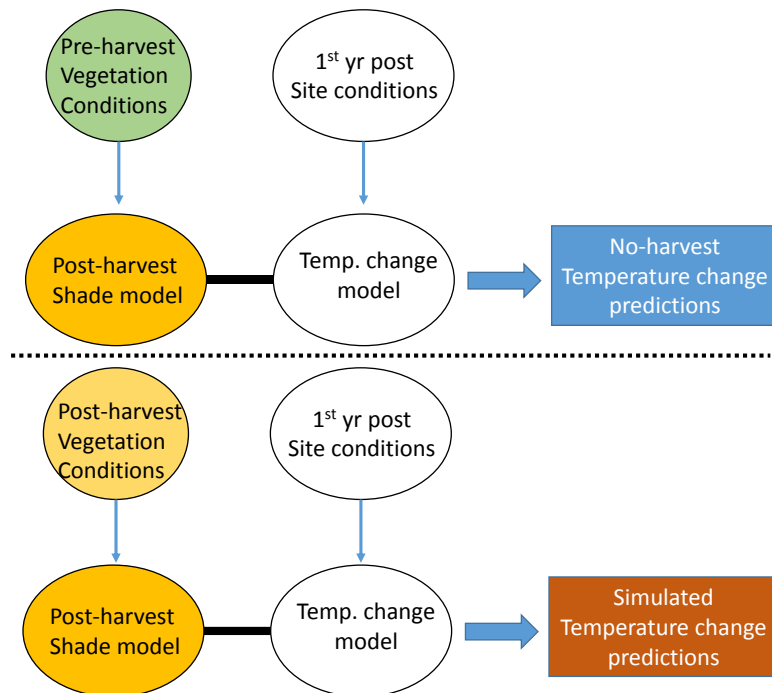 Pre-harvest
Vegetation
Conditions
1st yr post
Site conditions
Post-harvest
Shade model
Temp. change
model
No-harvest
Temperature change
predictions
Post-harvest
Vegetation
Conditions
1st yr post
Site conditions
Post-harvest
Shade model
Temp. change
model
Simulated
Temperature change
predictions